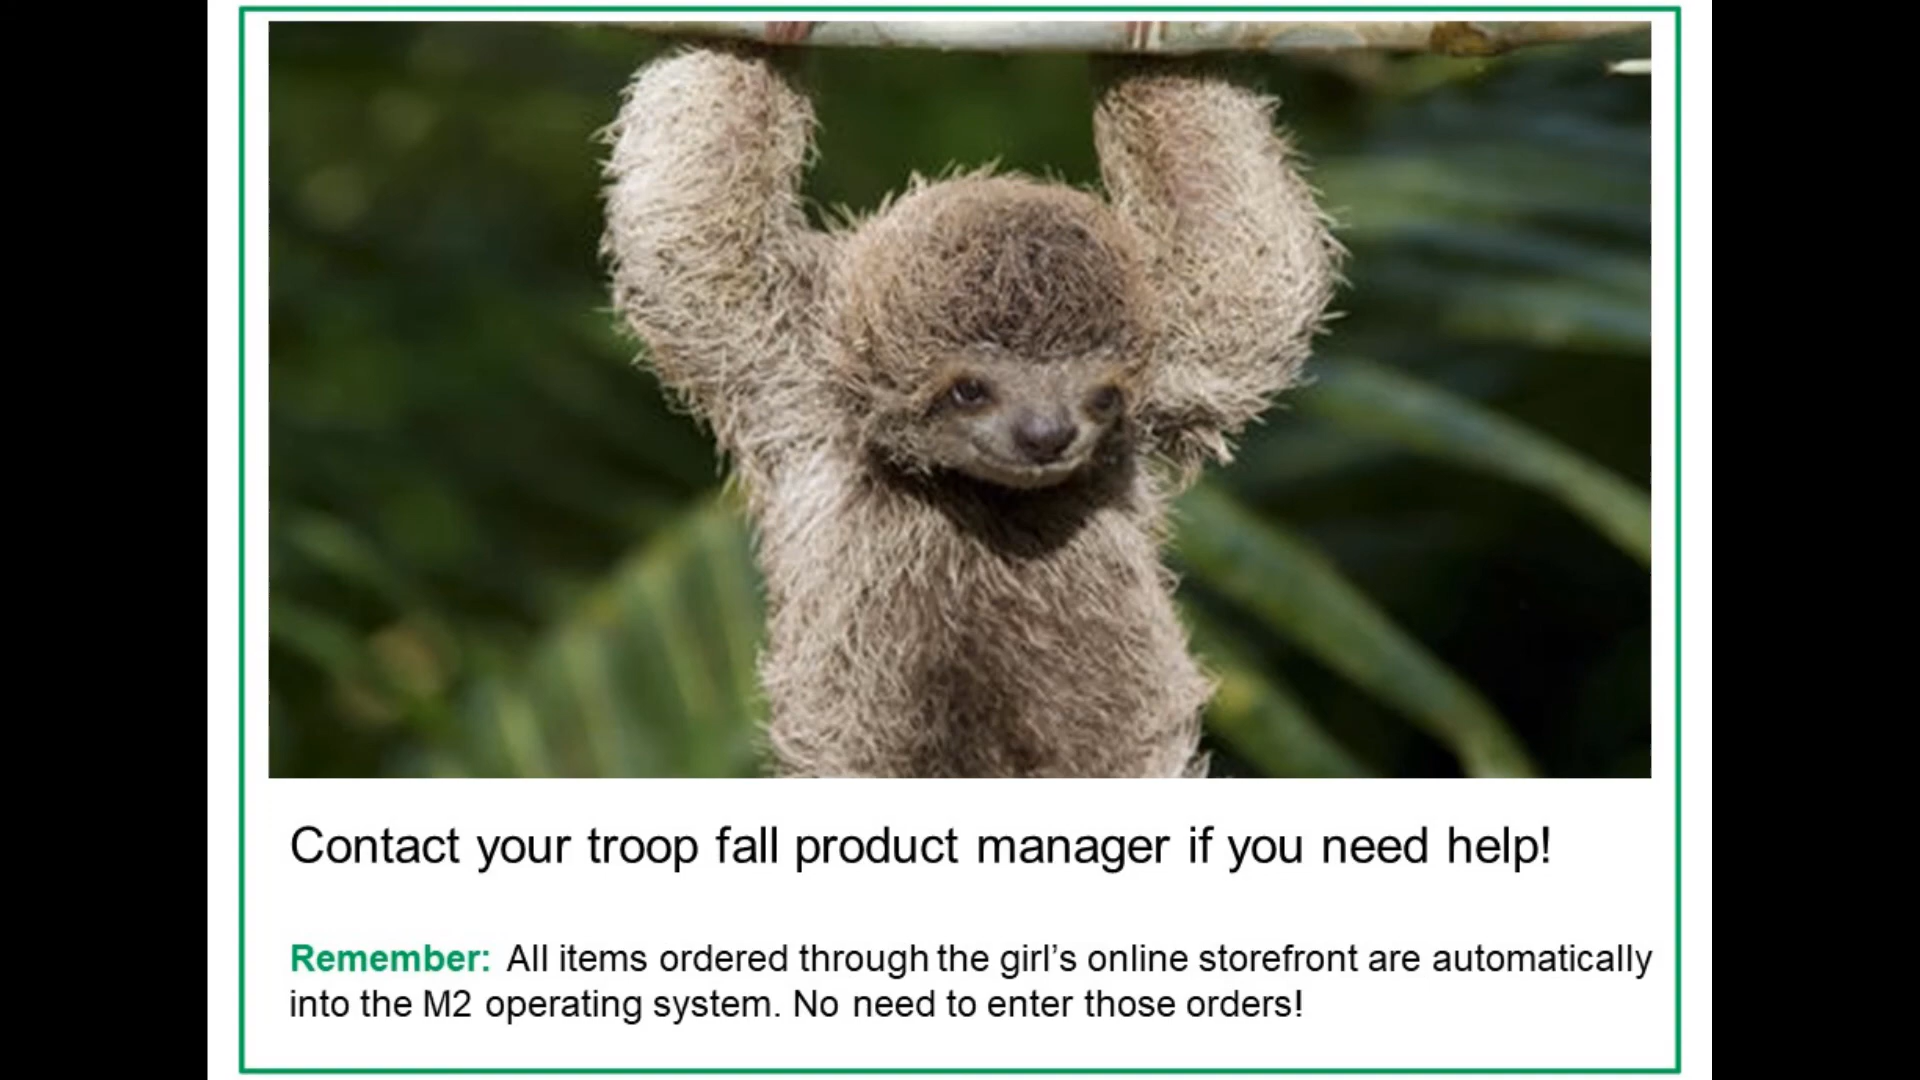 Contact your troop fall product manager if you need help!
Remember: All items ordered through the girl’s online storefront are automatically
into the M2 operating system. No need to enter those orders!